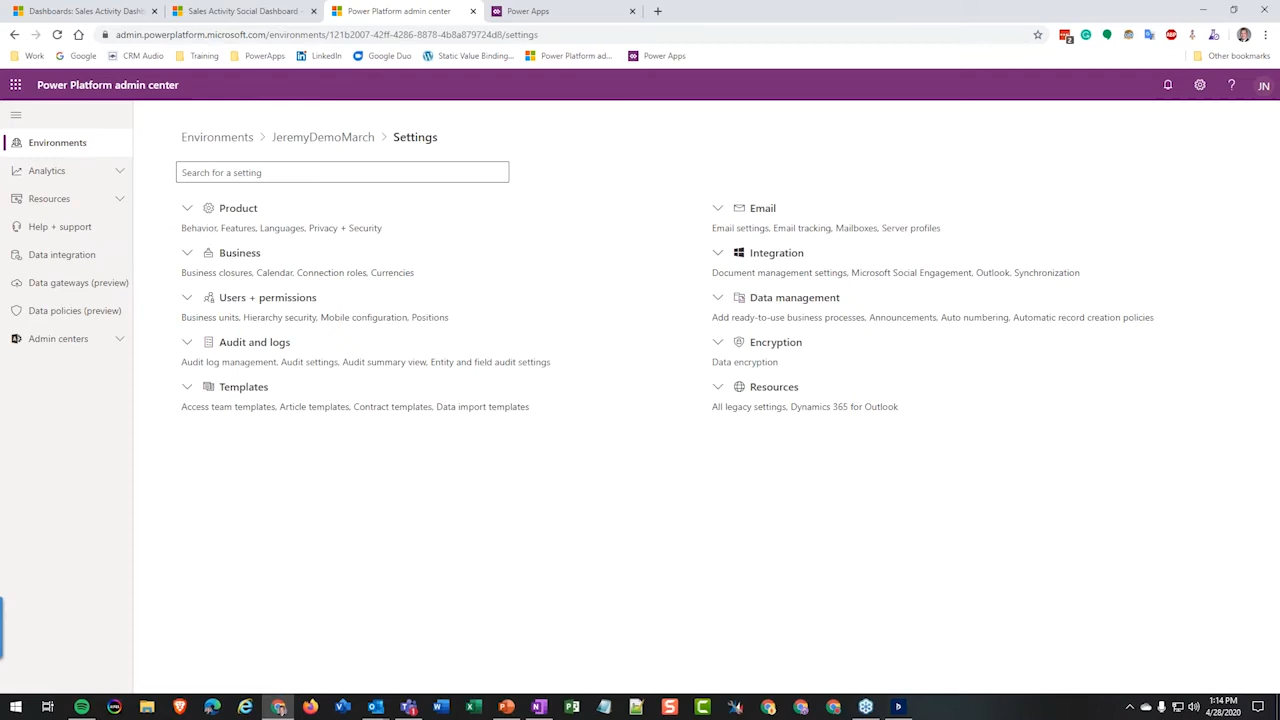 Dashboards: Sales Activity Dashb
Sales Activity Social Dashboard -
Power Platform admin center
Power Apps
admin.powerplatform.microsoft.com/environments/121b2007-42ff-4286-8878-4b8a879724d8/settings
Work
Google
CRM Audio
Training
PowerApps
LinkedIn
Google Duo
Static Value Binding...
Power Platform ad...
Power Apps
Other bookmarks
Power Platform admin center
JN
Environments
Analytics
Resources
Help + support
Data integration
Data gateways (preview)
Data policies (preview)
Admin centers
Environments > JeremyDemoMarch > Settings
Search for a setting
Product
Behavior, Features, Languages, Privacy + Security
Business
Business closures, Calendar, Connection roles, Currencies
Users + permissions
Business units, Hierarchy security, Mobile configuration, Positions
Audit and logs
Audit log management, Audit settings, Audit summary view, Entity and field audit settings
Templates
Access team templates, Article templates, Contract templates, Data import templates
Email
Email settings, Email tracking, Mailboxes, Server profiles
Integration
Document management settings, Microsoft Social Engagement, Outlook, Synchronization
Data management
Add ready-to-use business processes, Announcements, Auto numbering, Automatic record creation policies
Encryption
Data encryption
Resources
All legacy settings, Dynamics 365 for Outlook
1:14 PM
4/28/2020